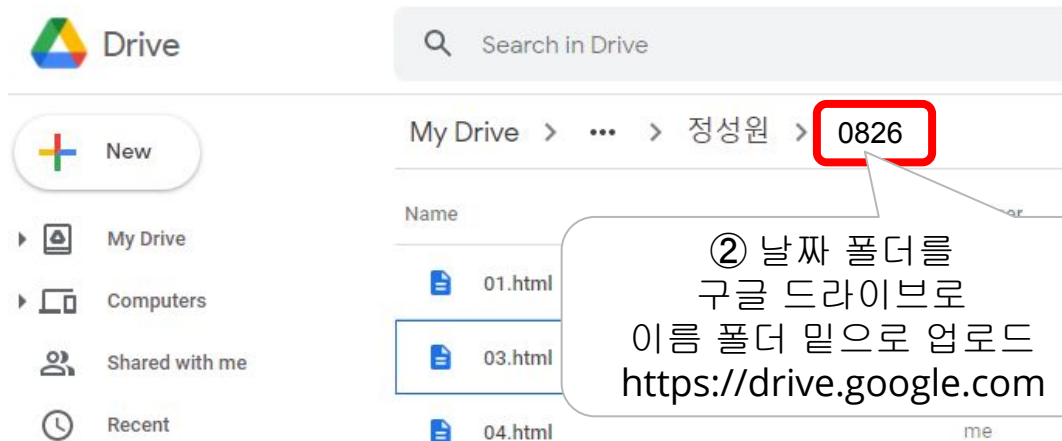 Drive
Search in Drive
New
My Drive > ••• > 정성원 > 0826
Name
My Drive
Computers
Shared with me
Recent
01.html
03.html
04.html
me
② 날짜 폴더를
구글 드라이브로
이름 폴더 밑으로 업로드
https://drive.google.com